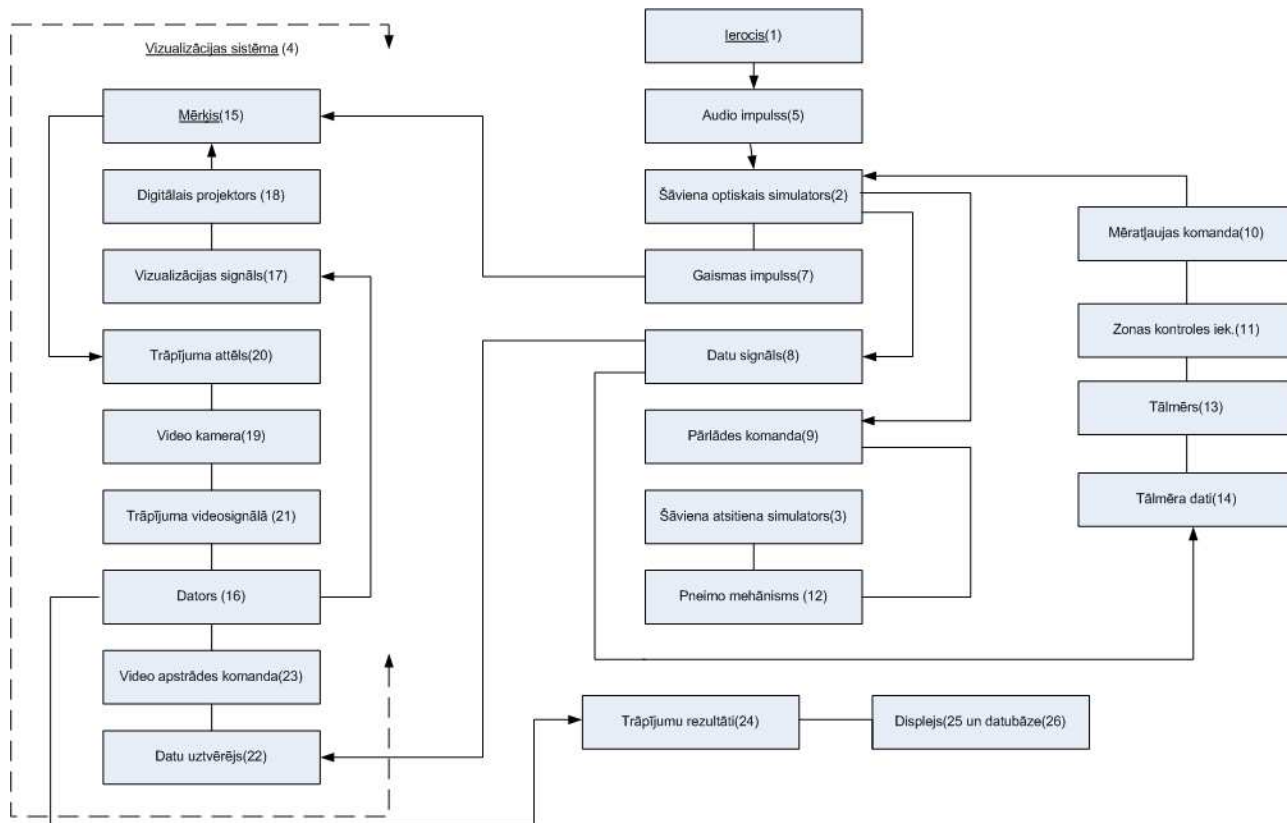 Vizualizācijas sistēma (4)
Mērķis(15)
Digitālais projektors (18)
Vizualizācijas signāls(17)
Trāpījuma attēls(20)
Video kamera(19)
Trāpījuma videosignālā (21)
Dators (16)
Video apstrādes komanda(23)
Datu uztvērējs(22)
Ierocis(1)
Audio impulss(5)
Šāviena optiskais simulators(2)
Gaismas impulss(7)
Datu signāls(8)
Pārlādes komanda(9)
Šāviena atsitiena simulators(3)
Pneimo mehānisms (12)
Mēratļaujas komanda(10)
Zonas kontroles iek.(11)
Tālmērs(13)
Tālmēra dati(14)
Trāpījumu rezultāti(24)
Displejs(25 un datubāze(26)